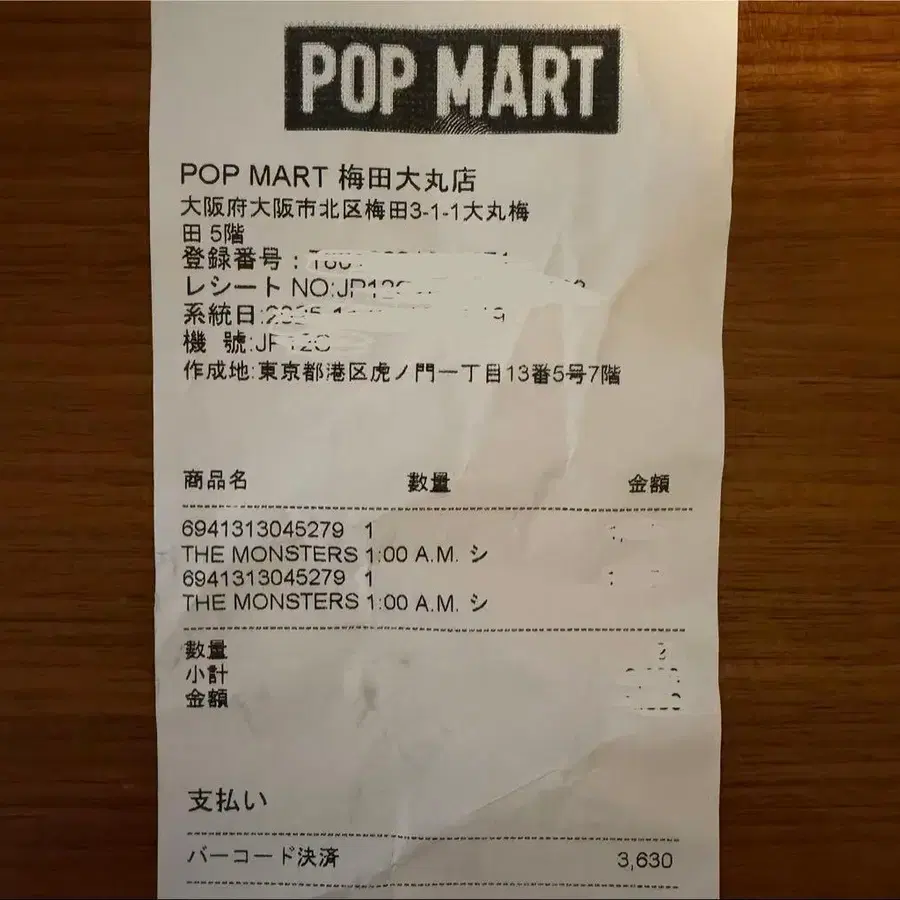 POP MART
POP MART 梅田大丸店
大阪府大阪市北区梅田3-1-1大丸梅
田 5階
登録番号:
レシート NO:JP12
系統日:
機 號:JP12C
作成地:東京都港区虎ノ門一丁目13番5号7階
商品名 數量 金額
6941313045279 1
THE MONSTERS 1:00 A.M. シ
6941313045279 1
THE MONSTERS 1:00 A.M. シ
數量 2
小計
金額
支払い
バーコード決済 3,630